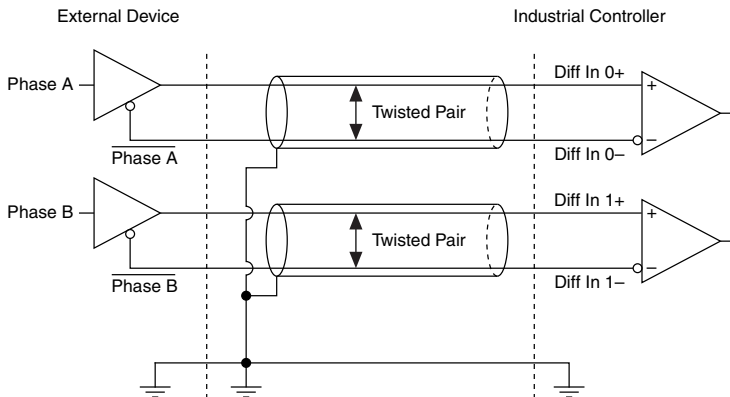 External Device
Industrial Controller
Phase A
Diff In 0+
+
Twisted Pair
–
Phase A
Diff In 0–
Phase B
Diff In 1+
+
Twisted Pair
–
Phase B
Diff In 1–